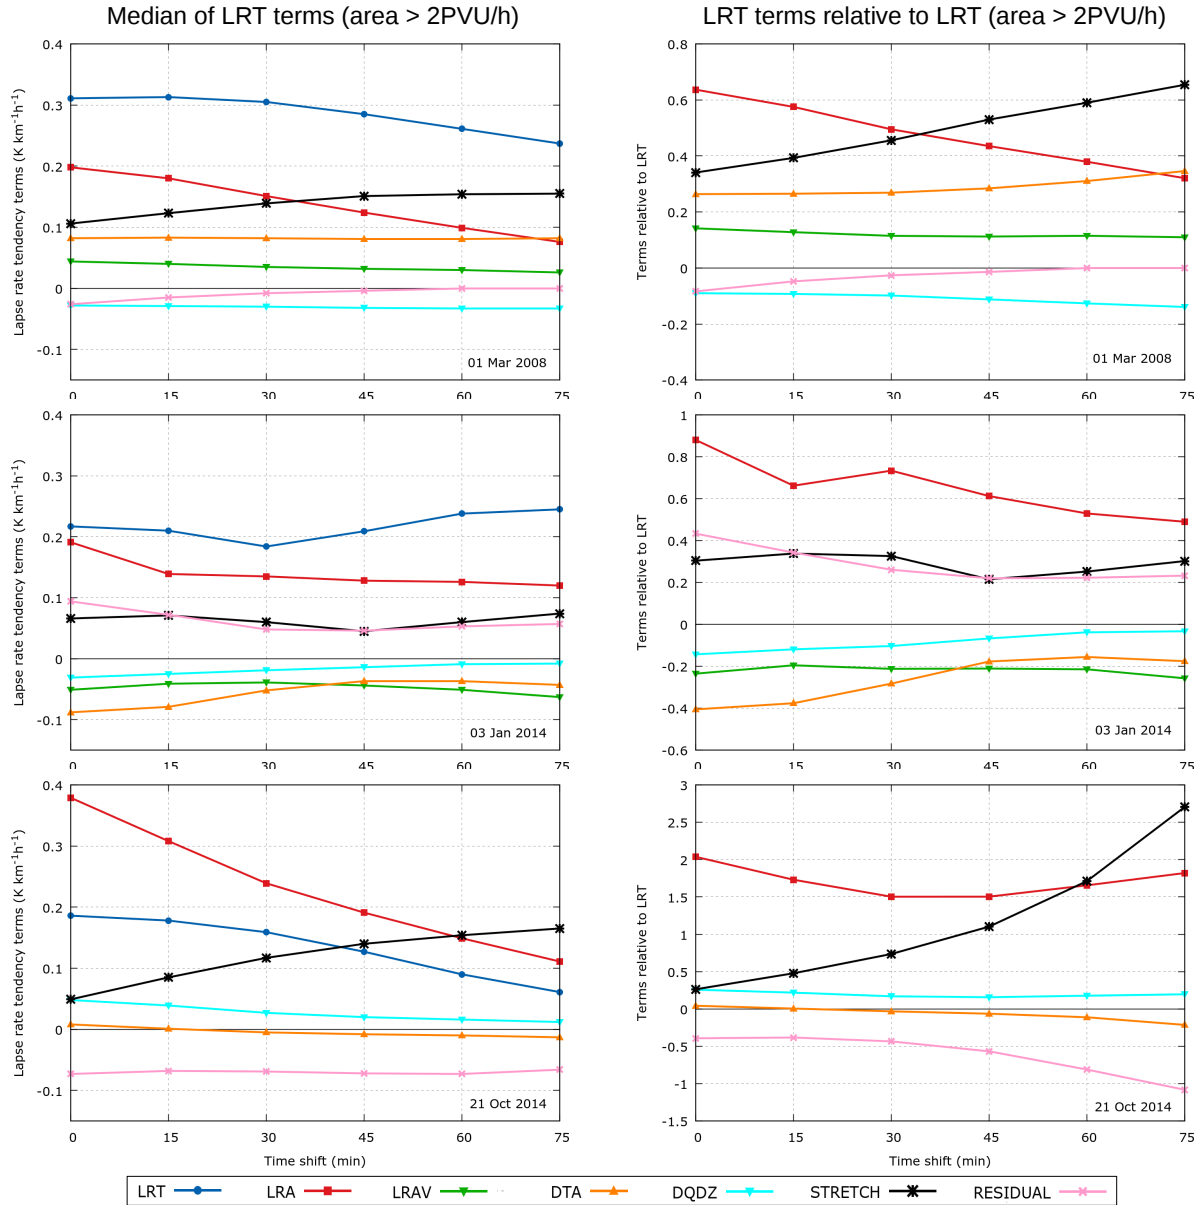 Median of LRT terms (area > 2PVU/h)
LRT terms relative to LRT (area > 2PVU/h)
Lapse rate tendency terms (K km⁻¹h⁻¹)
0.4
0.3
0.2
0.1
0
-0.1
0 15 30 45 60 75
01 Mar 2008
Terms relative to LRT
0.8
0.6
0.4
0.2
0
-0.2
-0.4
0 15 30 45 60 75
01 Mar 2008
Lapse rate tendency terms (K km⁻¹h⁻¹)
0.4
0.3
0.2
0.1
0
-0.1
0 15 30 45 60 75
03 Jan 2014
Terms relative to LRT
1
0.8
0.6
0.4
0.2
0
-0.2
-0.4
-0.6
0 15 30 45 60 75
03 Jan 2014
Lapse rate tendency terms (K km⁻¹h⁻¹)
0.4
0.3
0.2
0.1
0
-0.1
0 15 30 45 60 75
Time shift (min)
21 Oct 2014
Terms relative to LRT
3
2.5
2
1.5
1
0.5
0
-0.5
-1
-1.5
0 15 30 45 60 75
Time shift (min)
21 Oct 2014
LRT LRA LRAV DTA DQDZ STRETCH RESIDUAL